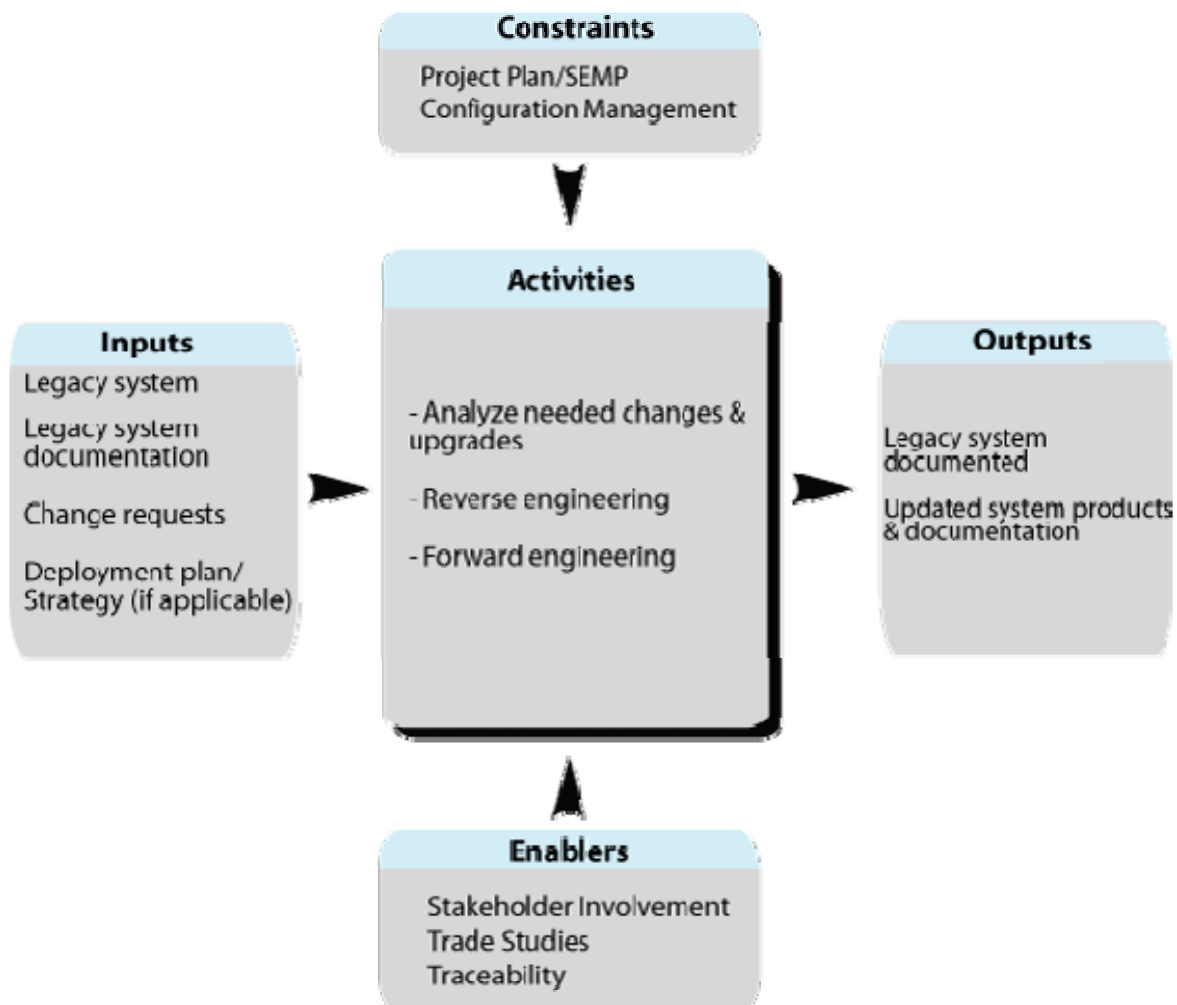 Constraints
Project Plan/SEMP
Configuration Management
Activities
- Analyze needed changes &
upgrades
- Reverse engineering
- Forward engineering
Inputs
Legacy system
Legacy system
documentation
Change requests
Deployment plan/
Strategy (if applicable)
Outputs
Legacy system
documented
Updated system products
& documentation
Enablers
Stakeholder Involvement
Trade Studies
Traceability